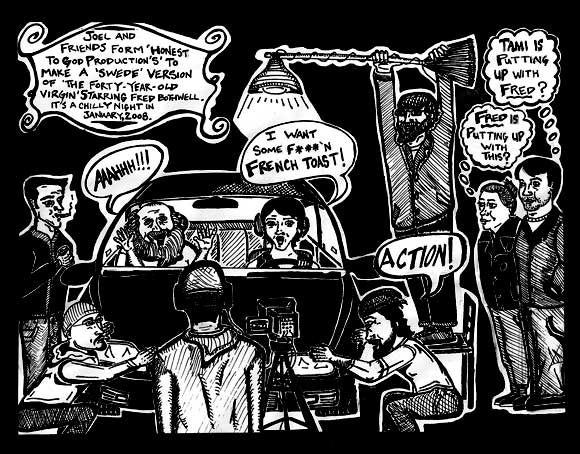 JOEL AND
FRIENDS FORM 'HONEST
TO GOD PRODUCTION'S' TO
MAKE A 'SWEDE' VERSION
OF 'THE FORTY-YEAR-OLD
VIRGIN' STARRING FRED BOTHWELL.
IT'S A CHILLY NIGHT IN
JANUARY, 2008.
TAMI IS
PUTTING
UP WITH
FRED?
FRED IS
PUTTING UP
WITH
THIS?
AAAHHH!!!
I WANT
SOME F***'N
FRENCH TOAST!
ACTION!